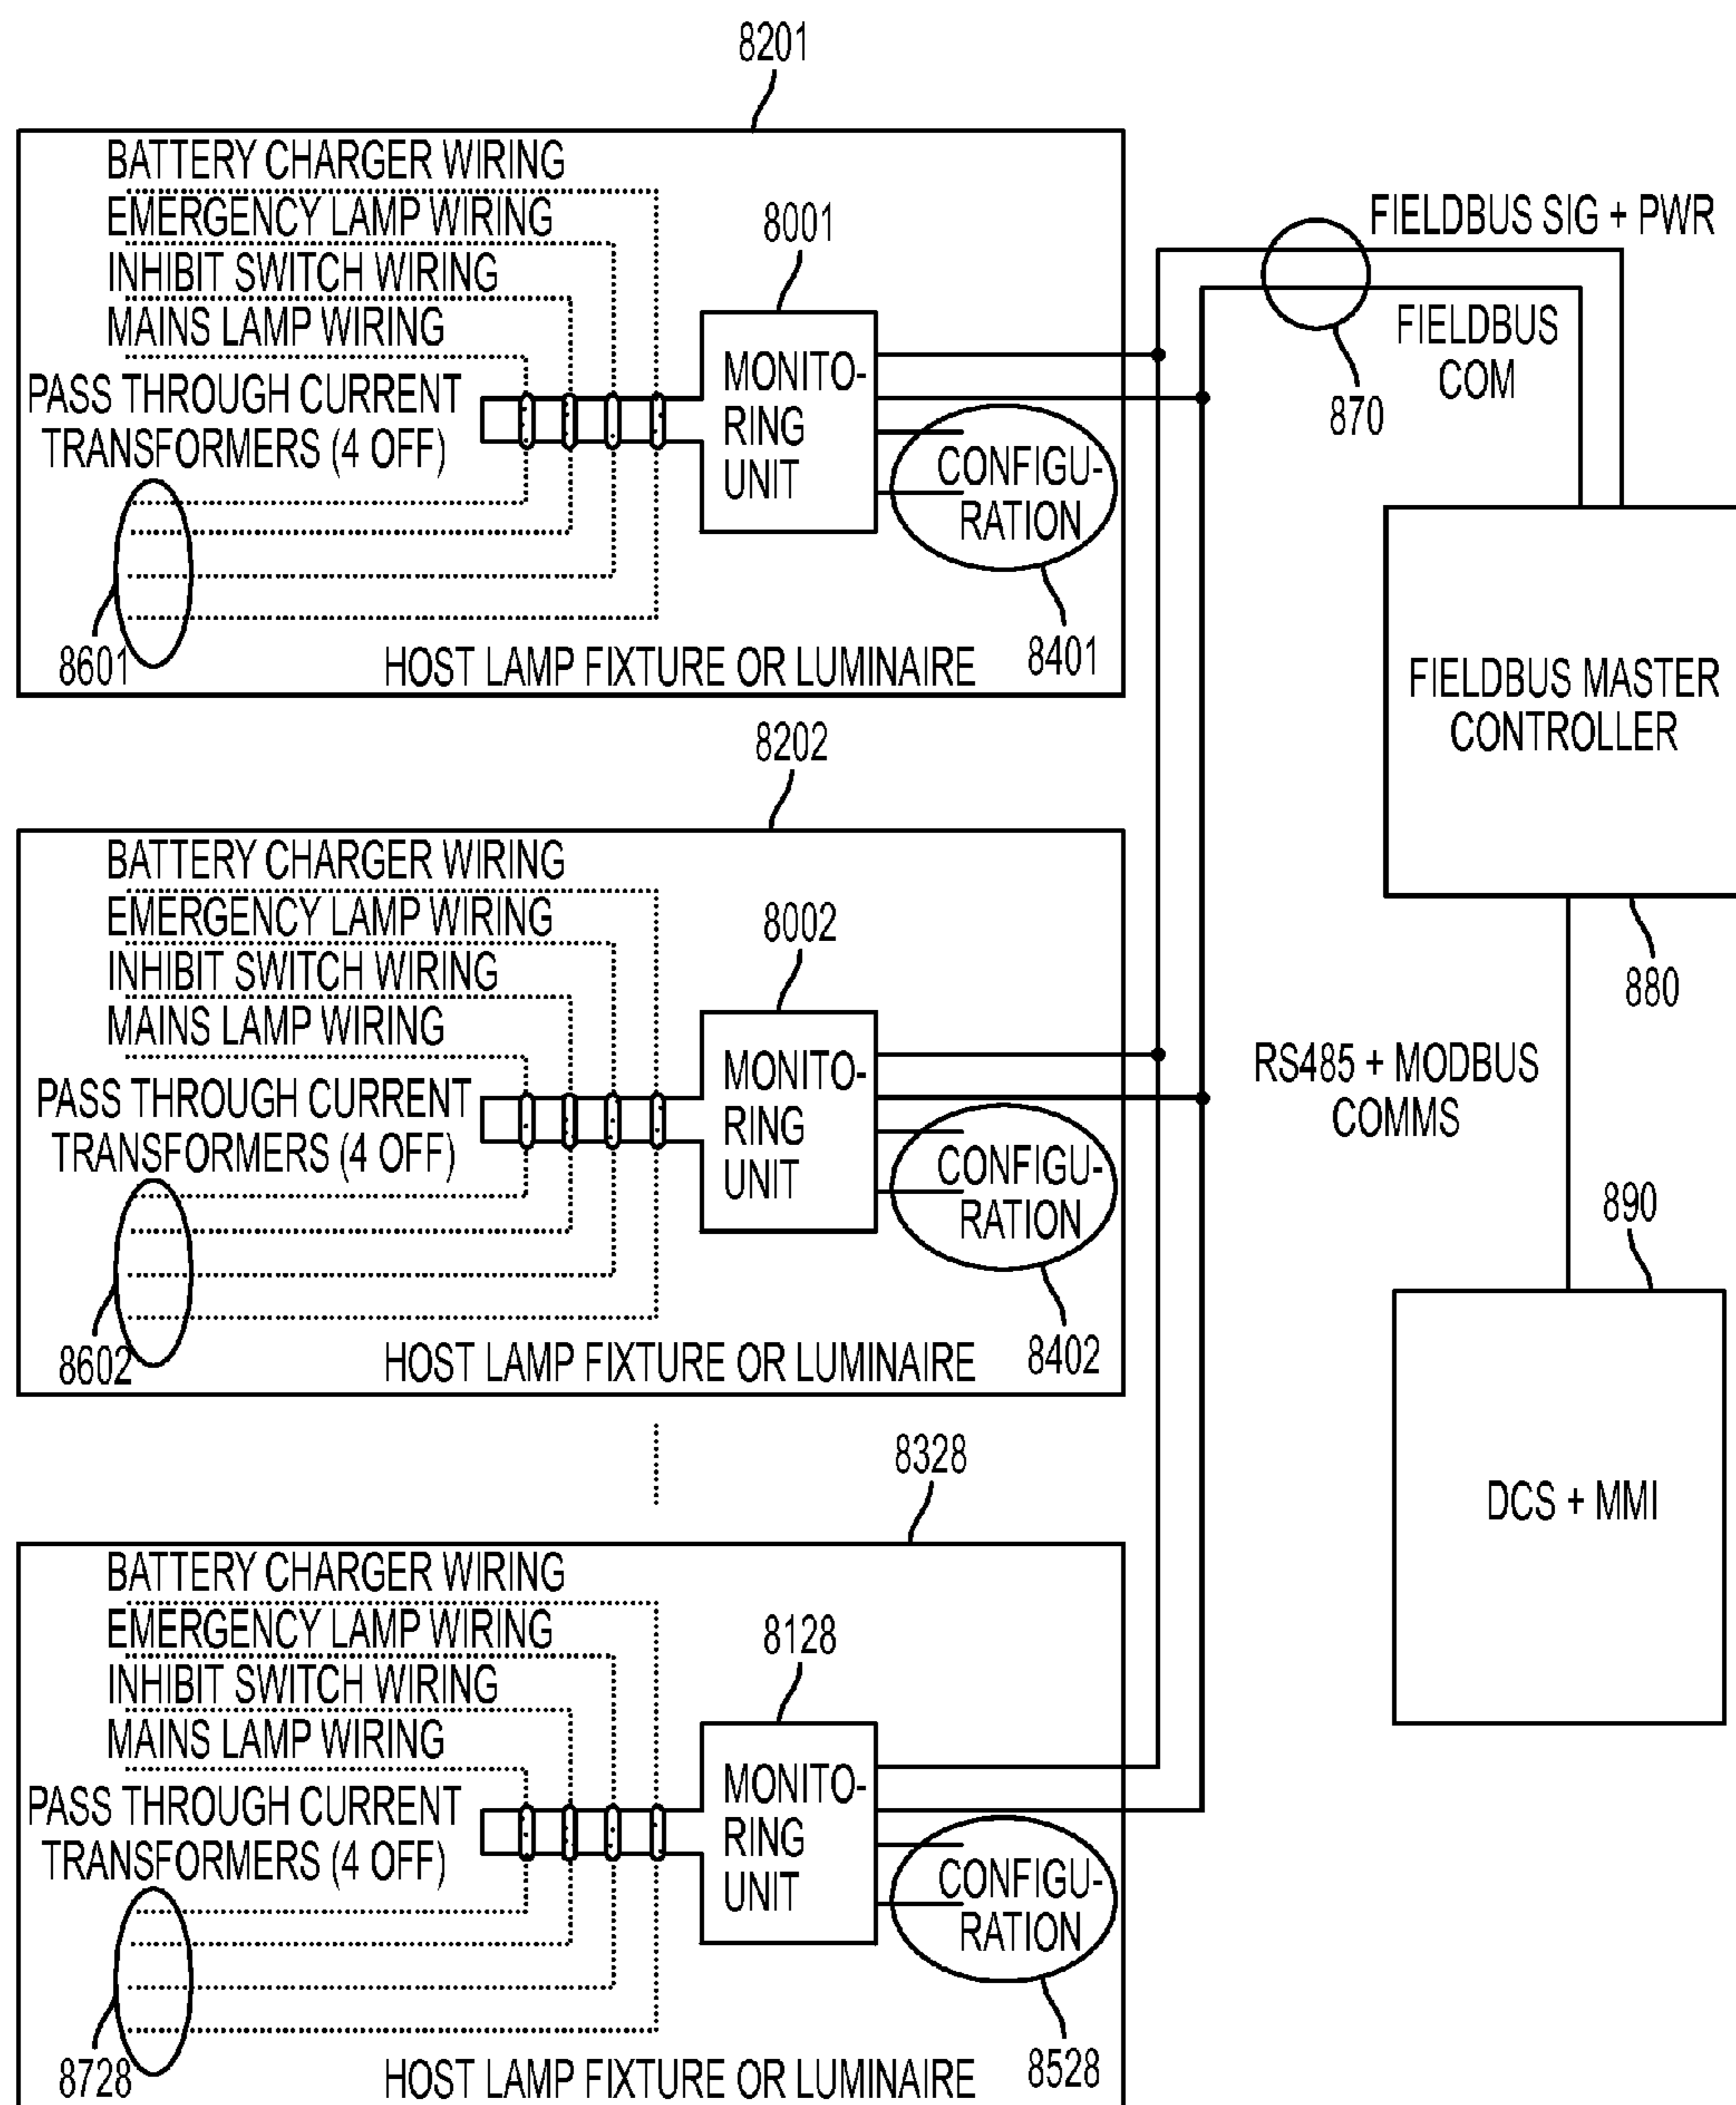 8201
BATTERY CHARGER WIRING
EMERGENCY LAMP WIRING
INHIBIT SWITCH WIRING
MAINS LAMP WIRING
PASS THROUGH CURRENT
TRANSFORMERS (4 OFF)
8601
8001
MONITO-
RING
UNIT
CONFIGU-
RATION
8401
HOST LAMP FIXTURE OR LUMINAIRE
FIELDBUS SIG + PWR
FIELDBUS
COM
870
FIELDBUS MASTER
CONTROLLER
880
8202
BATTERY CHARGER WIRING
EMERGENCY LAMP WIRING
INHIBIT SWITCH WIRING
MAINS LAMP WIRING
PASS THROUGH CURRENT
TRANSFORMERS (4 OFF)
8602
8002
MONITO-
RING
UNIT
CONFIGU-
RATION
8402
HOST LAMP FIXTURE OR LUMINAIRE
RS485 + MODBUS
COMMS
890
DCS + MMI
8328
BATTERY CHARGER WIRING
EMERGENCY LAMP WIRING
INHIBIT SWITCH WIRING
MAINS LAMP WIRING
PASS THROUGH CURRENT
TRANSFORMERS (4 OFF)
8728
8128
MONITO-
RING
UNIT
CONFIGU-
RATION
8528
HOST LAMP FIXTURE OR LUMINAIRE